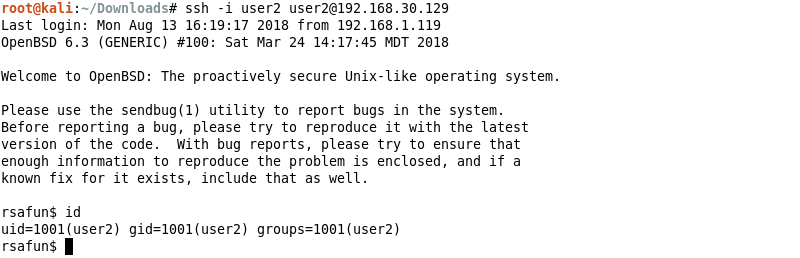 root@kali:~/Downloads# ssh -i user2 user2@192.168.30.129
Last login: Mon Aug 13 16:19:17 2018 from 192.168.1.119
OpenBSD 6.3 (GENERIC) #100: Sat Mar 24 14:17:45 MDT 2018

Welcome to OpenBSD: The proactively secure Unix-like operating system.

Please use the sendbug(1) utility to report bugs in the system.
Before reporting a bug, please try to reproduce it with the latest
version of the code.  With bug reports, please try to ensure that
enough information to reproduce the problem is enclosed, and if a
known fix for it exists, include that as well.

rsafun$ id
uid=1001(user2) gid=1001(user2) groups=1001(user2)
rsafun$